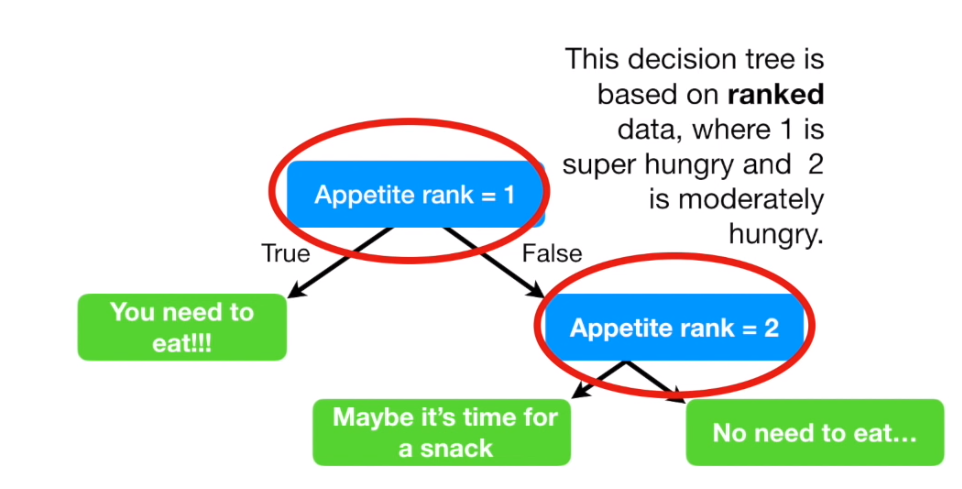 This decision tree is
based on ranked
data, where 1 is
super hungry and 2
is moderately
hungry.
Appetite rank = 1
True
False
You need to
eat!!!
Appetite rank = 2
Maybe it's time for
a snack
No need to eat...